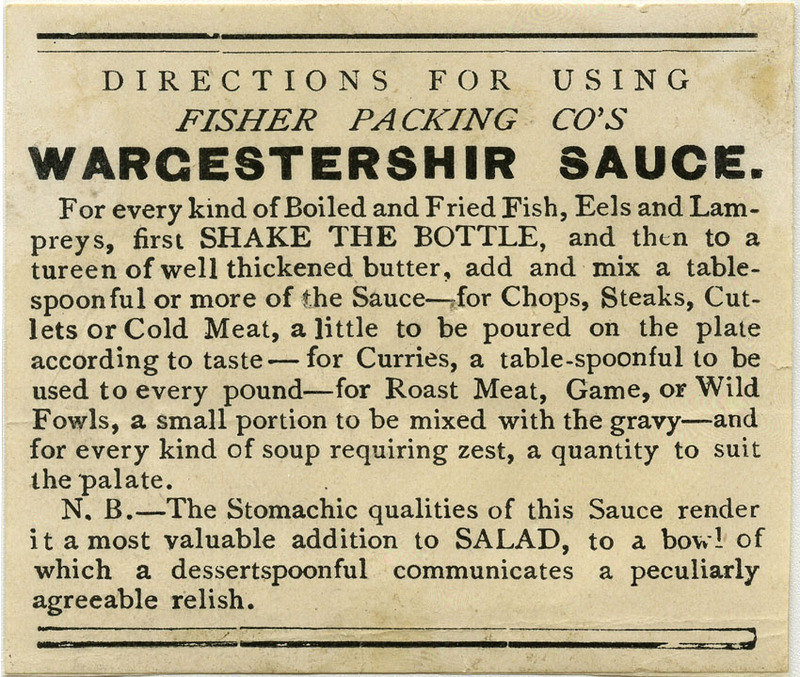 DIRECTIONS FOR USING
FISHER PACKING CO'S
WARCESTERSHIR SAUCE.
For every kind of Boiled and Fried Fish, Eels and Lam-
preys, first SHAKE THE BOTTLE, and then to a
tureen of well thickened butter, add and mix a table-
spoonful or more of the Sauce—for Chops, Steaks, Cut-
lets or Cold Meat, a little to be poured on the plate
according to taste—for Curries, a table-spoonful to be
used to every pound—for Roast Meat, Game, or Wild
Fowls, a small portion to be mixed with the gravy—and
for every kind of soup requiring zest, a quantity to suit
the palate.
N. B.—The Stomachic qualities of this Sauce render
it a most valuable addition to SALAD, to a bowl of
which a dessertspoonful communicates a peculiarly
agreeable relish.